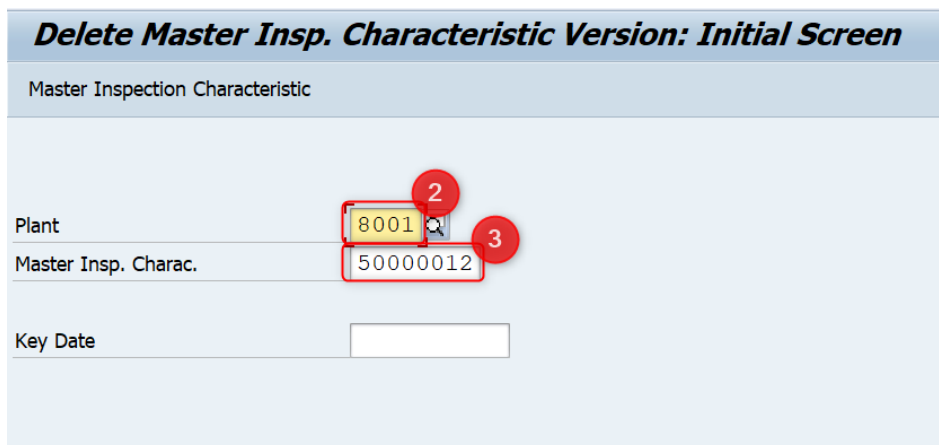 Delete Master Insp. Characteristic Version: Initial Screen
Master Inspection Characteristic
2
Plant 8001
3
Master Insp. Charac. 50000012
Key Date